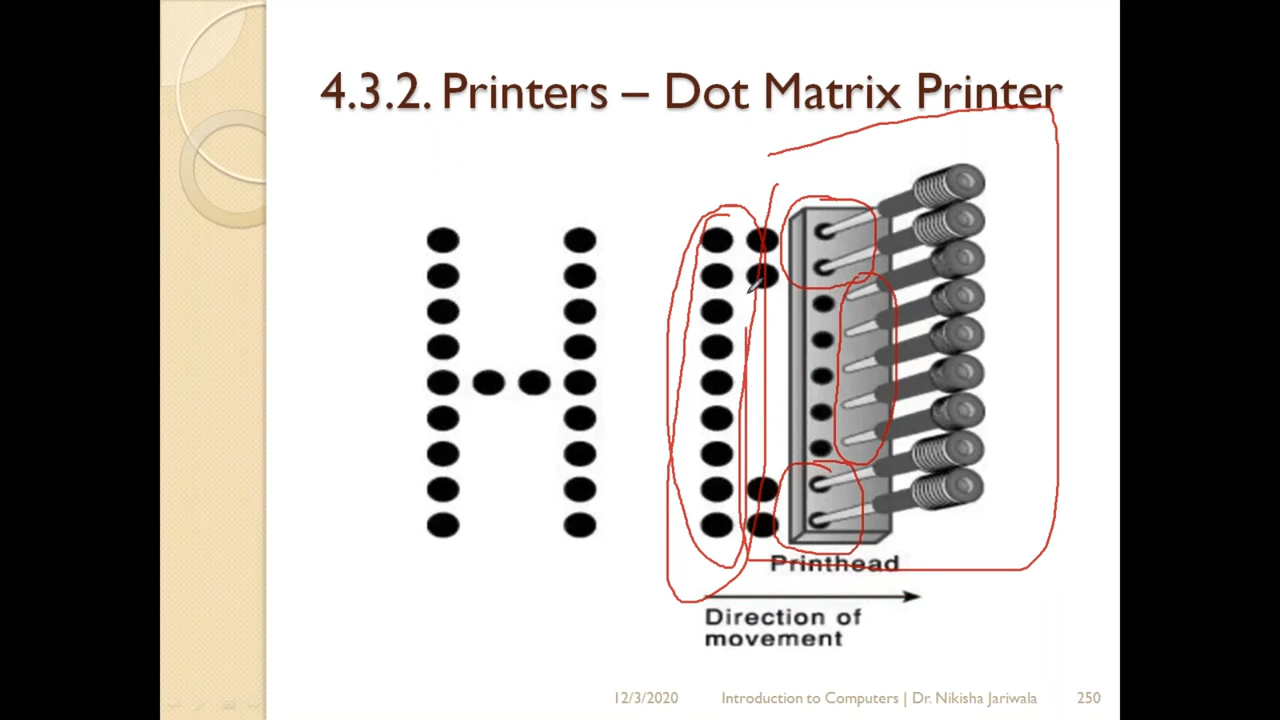 4.3.2. Printers – Dot Matrix Printer
Printhead
Direction of
movement
12/3/2020 Introduction to Computers | Dr. Nikisha Jariwala 250